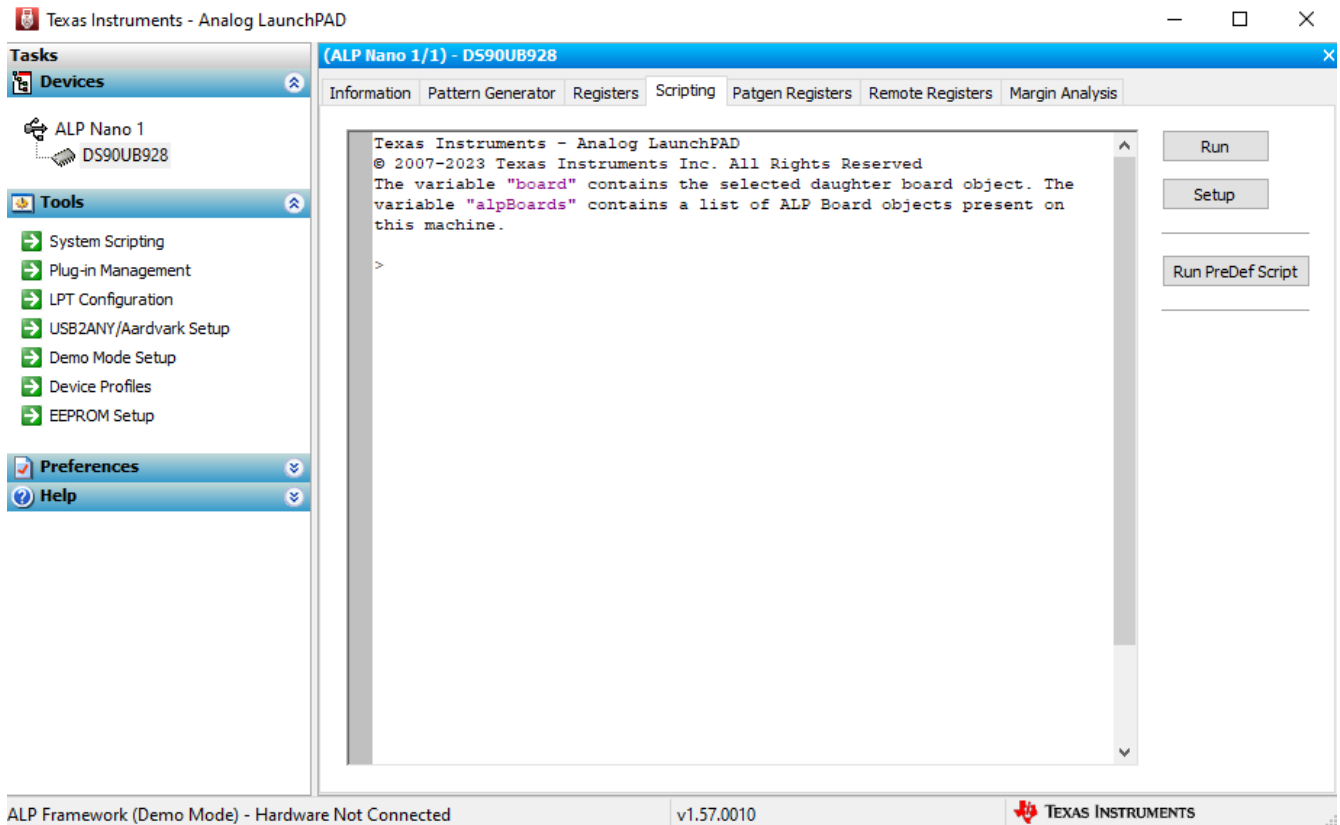 Texas Instruments - Analog LaunchPAD
Tasks
Devices
ALP Nano 1
DS90UB928
Tools
System Scripting
Plug-in Management
LPT Configuration
USB2ANY/Aardvark Setup
Demo Mode Setup
Device Profiles
EEPROM Setup
Preferences
Help
(ALP Nano 1/1) - DS90UB928
Information Pattern Generator Registers Scripting Patgen Registers Remote Registers Margin Analysis
Texas Instruments - Analog LaunchPAD
© 2007-2023 Texas Instruments Inc. All Rights Reserved
The variable "board" contains the selected daughter board object. The
variable "alpBoards" contains a list of ALP Board objects present on
this machine.
>
Run
Setup
Run PreDef Script
ALP Framework (Demo Mode) - Hardware Not Connected
v1.57.0010
TEXAS INSTRUMENTS